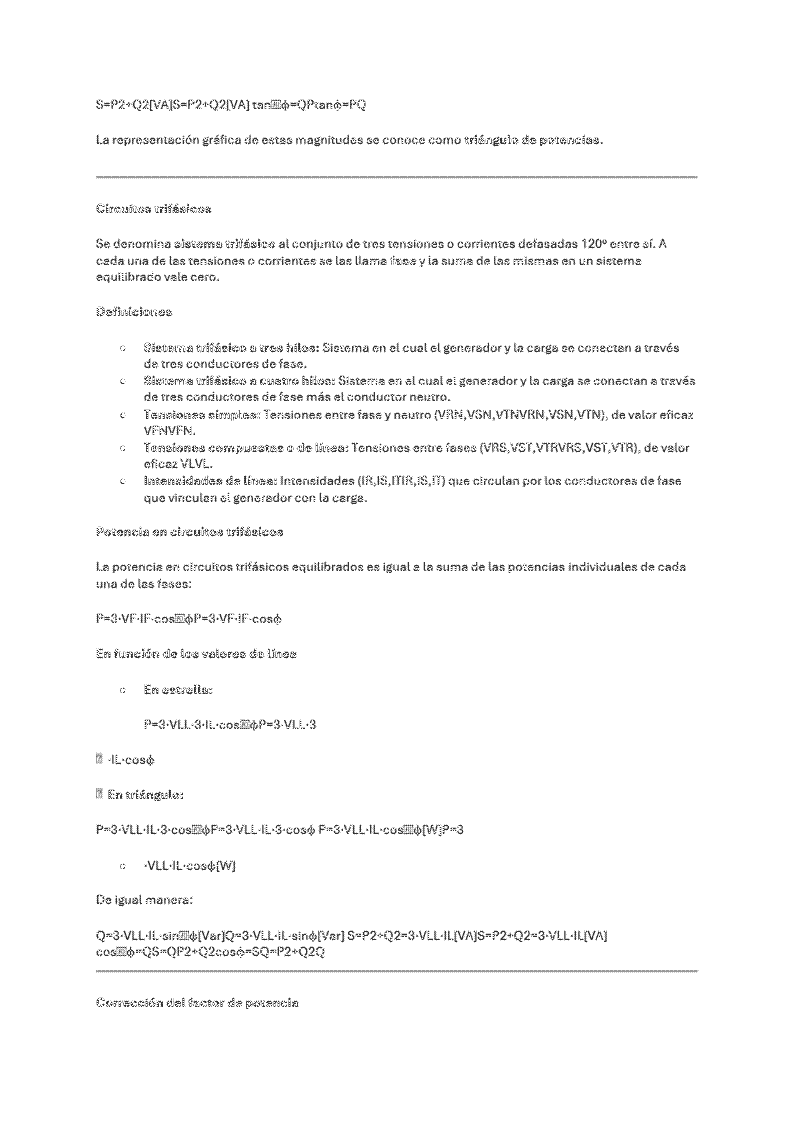 S=P2+Q2[VA]S=P2+Q2[VA] tanϕ=QPtanϕ=PQ
La representación gráfica de estas magnitudes se conoce como triángulo de potencias.
Circuitos trifásicos
Se denomina sistema trifásico al conjunto de tres tensiones o corrientes defasadas 120º entre sí. A
cada una de las tensiones o corrientes se las llama fase y la suma de las mismas en un sistema
equilibrado vale cero.
Definiciones
○ Sistema trifásico a tres hilos: Sistema en el cual el generador y la carga se conectan a través
de tres conductores de fase.
○ Sistema trifásico a cuatro hilos: Sistema en al cual el generador y la carga se conectan a través
de tres conductores de fase más el conductor neutro.
○ Tensiones simples: Tensiones entre fase y neutro (VRN,VSN,VTNVRN,VSN,VTN), de valor eficaz
VFNVFN.
○ Tensiones compuestas o de línea: Tensiones entre fases (VRS,VST,VTRVRS,VST,VTR), de valor
eficaz VLVL.
○ Intensidades de línea: Intensidades (IR,IS,ITIR,IS,IT) que circulan por los conductores de fase
que vinculan el generador con la carga.
Potencia en circuitos trifásicos
La potencia en circuitos trifásicos equilibrados es igual a la suma de las potencias individuales de cada
una de las fases:
P=3·VF·IF·cosϕP=3·VF·IF·cosϕ
En función de los valores de línea
○ En estrella:
P=3·VLL·3·IL·cosϕP=3·VLL·3
·IL·cosϕ
En triángulo:
P=3·VLL·IL·3·cosϕP=3·VLL·IL·3·cosϕ P=3·VLL·IL·cosϕ[W]P=3
○ ·VLL·IL·cosϕ[W]
De igual manera:
Q=3·VLL·IL·sinϕ[Var]Q=3·VLL·IL·sinϕ[Var] S=P2+Q2=3·VLL·IL[VA]S=P2+Q2=3·VLL·IL[VA]
cosϕ=QS=QP2+Q2cosϕ=SQ=P2+Q2Q
Corrección del factor de potencia